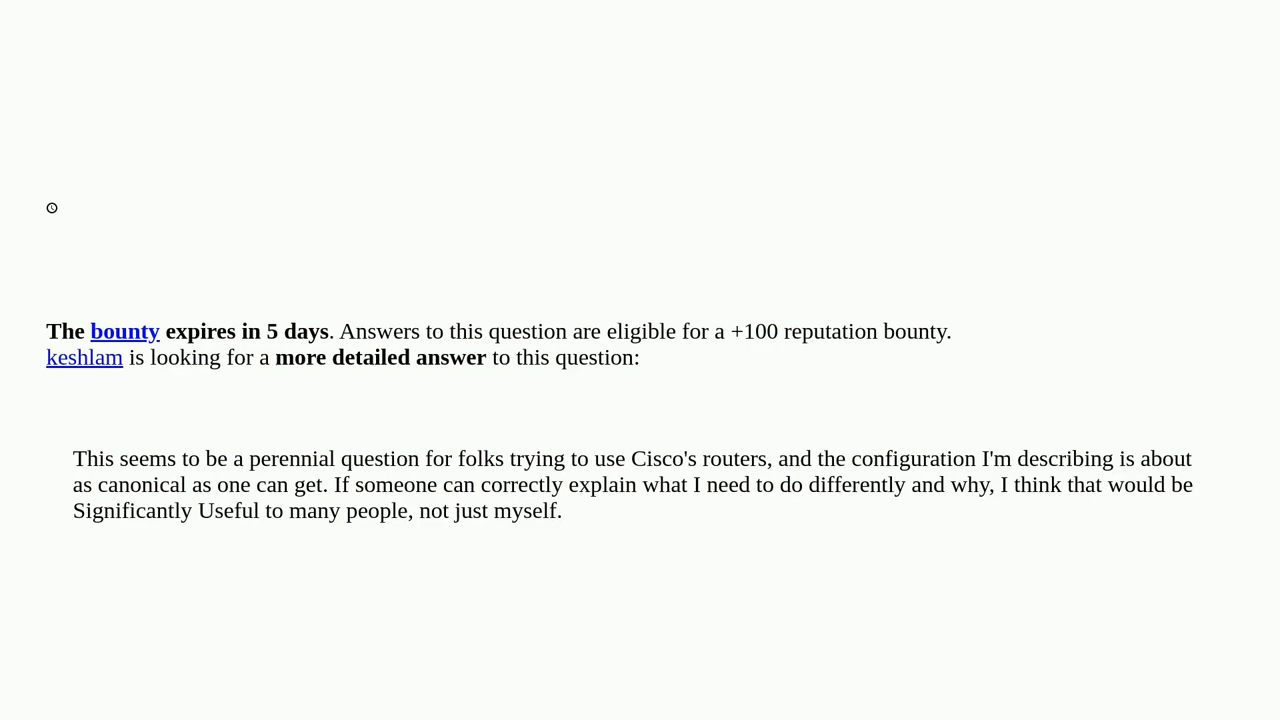 The bounty expires in 5 days. Answers to this question are eligible for a +100 reputation bounty.
keshlam is looking for a more detailed answer to this question:
This seems to be a perennial question for folks trying to use Cisco's routers, and the configuration I'm describing is about
as canonical as one can get. If someone can correctly explain what I need to do differently and why, I think that would be
Significantly Useful to many people, not just myself.